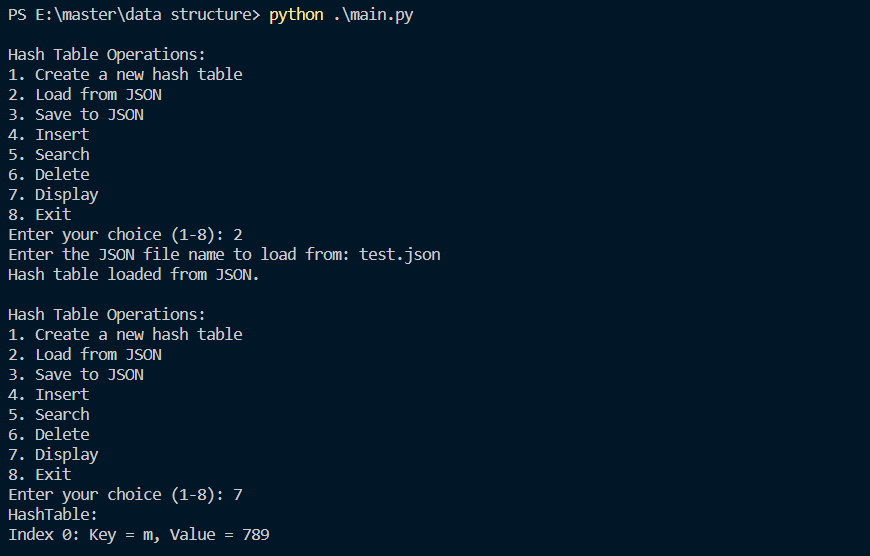 PS E:\master\data structure> python .\main.py
Hash Table Operations:
1. Create a new hash table
2. Load from JSON
3. Save to JSON
4. Insert
5. Search
6. Delete
7. Display
8. Exit
Enter your choice (1-8): 2
Enter the JSON file name to load from: test.json
Hash table loaded from JSON.
Hash Table Operations:
1. Create a new hash table
2. Load from JSON
3. Save to JSON
4. Insert
5. Search
6. Delete
7. Display
8. Exit
Enter your choice (1-8): 7
HashTable:
Index 0: Key = m, Value = 789